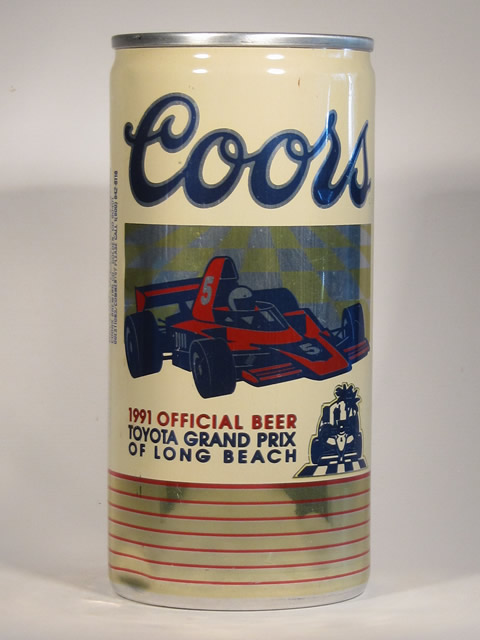 Coors
5
5
1991 OFFICIAL BEER
TOYOTA GRAND PRIX
OF LONG BEACH